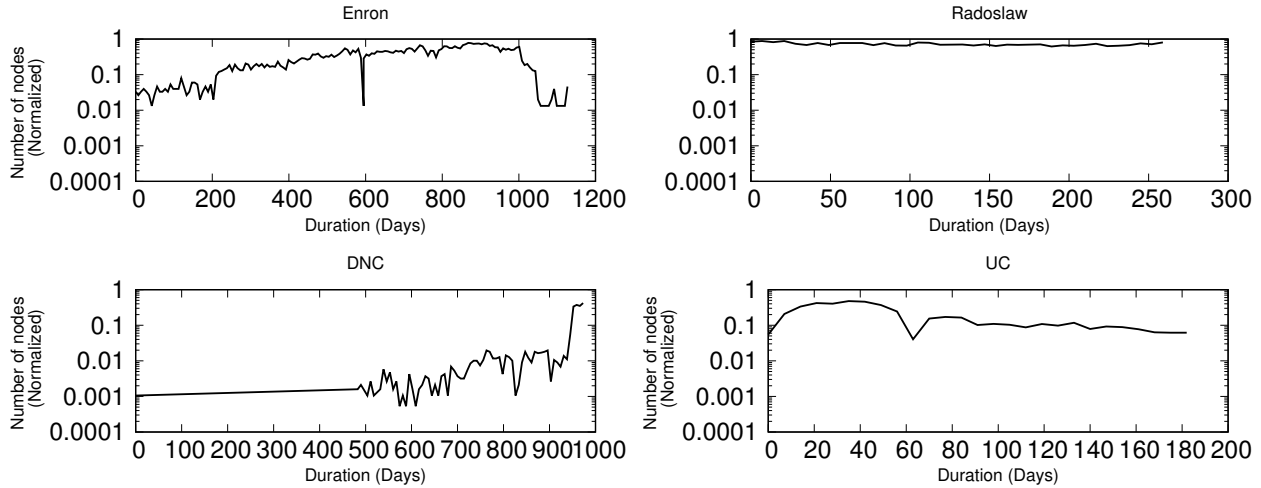 Enron
Number of nodes
(Normalized)
1
0.1
0.01
0.001
0.0001
0 200 400 600 800 1000 1200
Duration (Days)
Radoslaw
1
0.1
0.01
0.001
0.0001
0 50 100 150 200 250 300
Duration (Days)
DNC
Number of nodes
(Normalized)
1
0.1
0.01
0.001
0.0001
0 100 200 300 400 500 600 700 800 900 1000
Duration (Days)
UC
Number of nodes
(Normalized)
1
0.1
0.01
0.001
0.0001
0 20 40 60 80 100 120 140 160 180 200
Duration (Days)